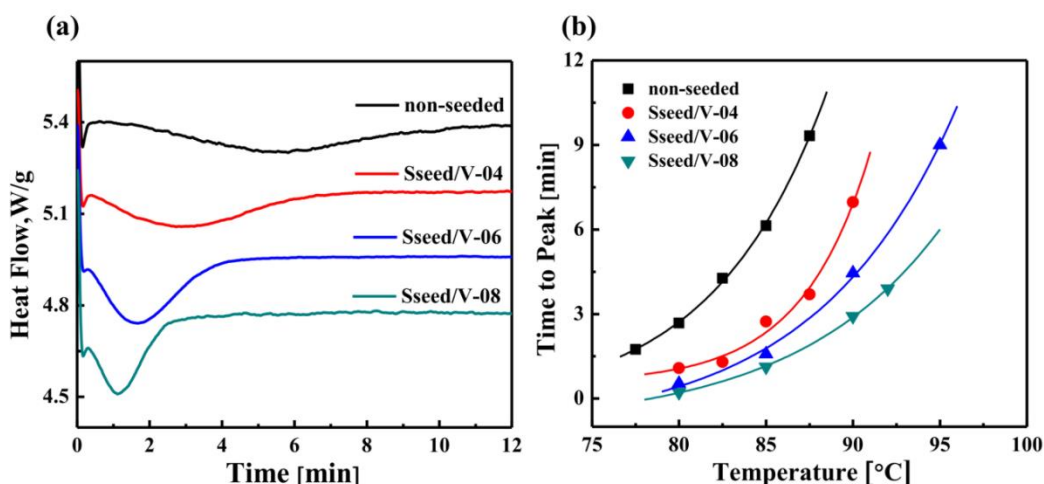 (a)
Heat Flow, W/g
5.4
5.1
4.8
4.5
non-seeded
Sseed/V-04
Sseed/V-06
Sseed/V-08
0 2 4 6 8 10 12
Time [min]
(b)
Time to Peak [min]
12
9
6
3
0
non-seeded
Sseed/V-04
Sseed/V-06
Sseed/V-08
75 80 85 90 95 100
Temperature [°C]